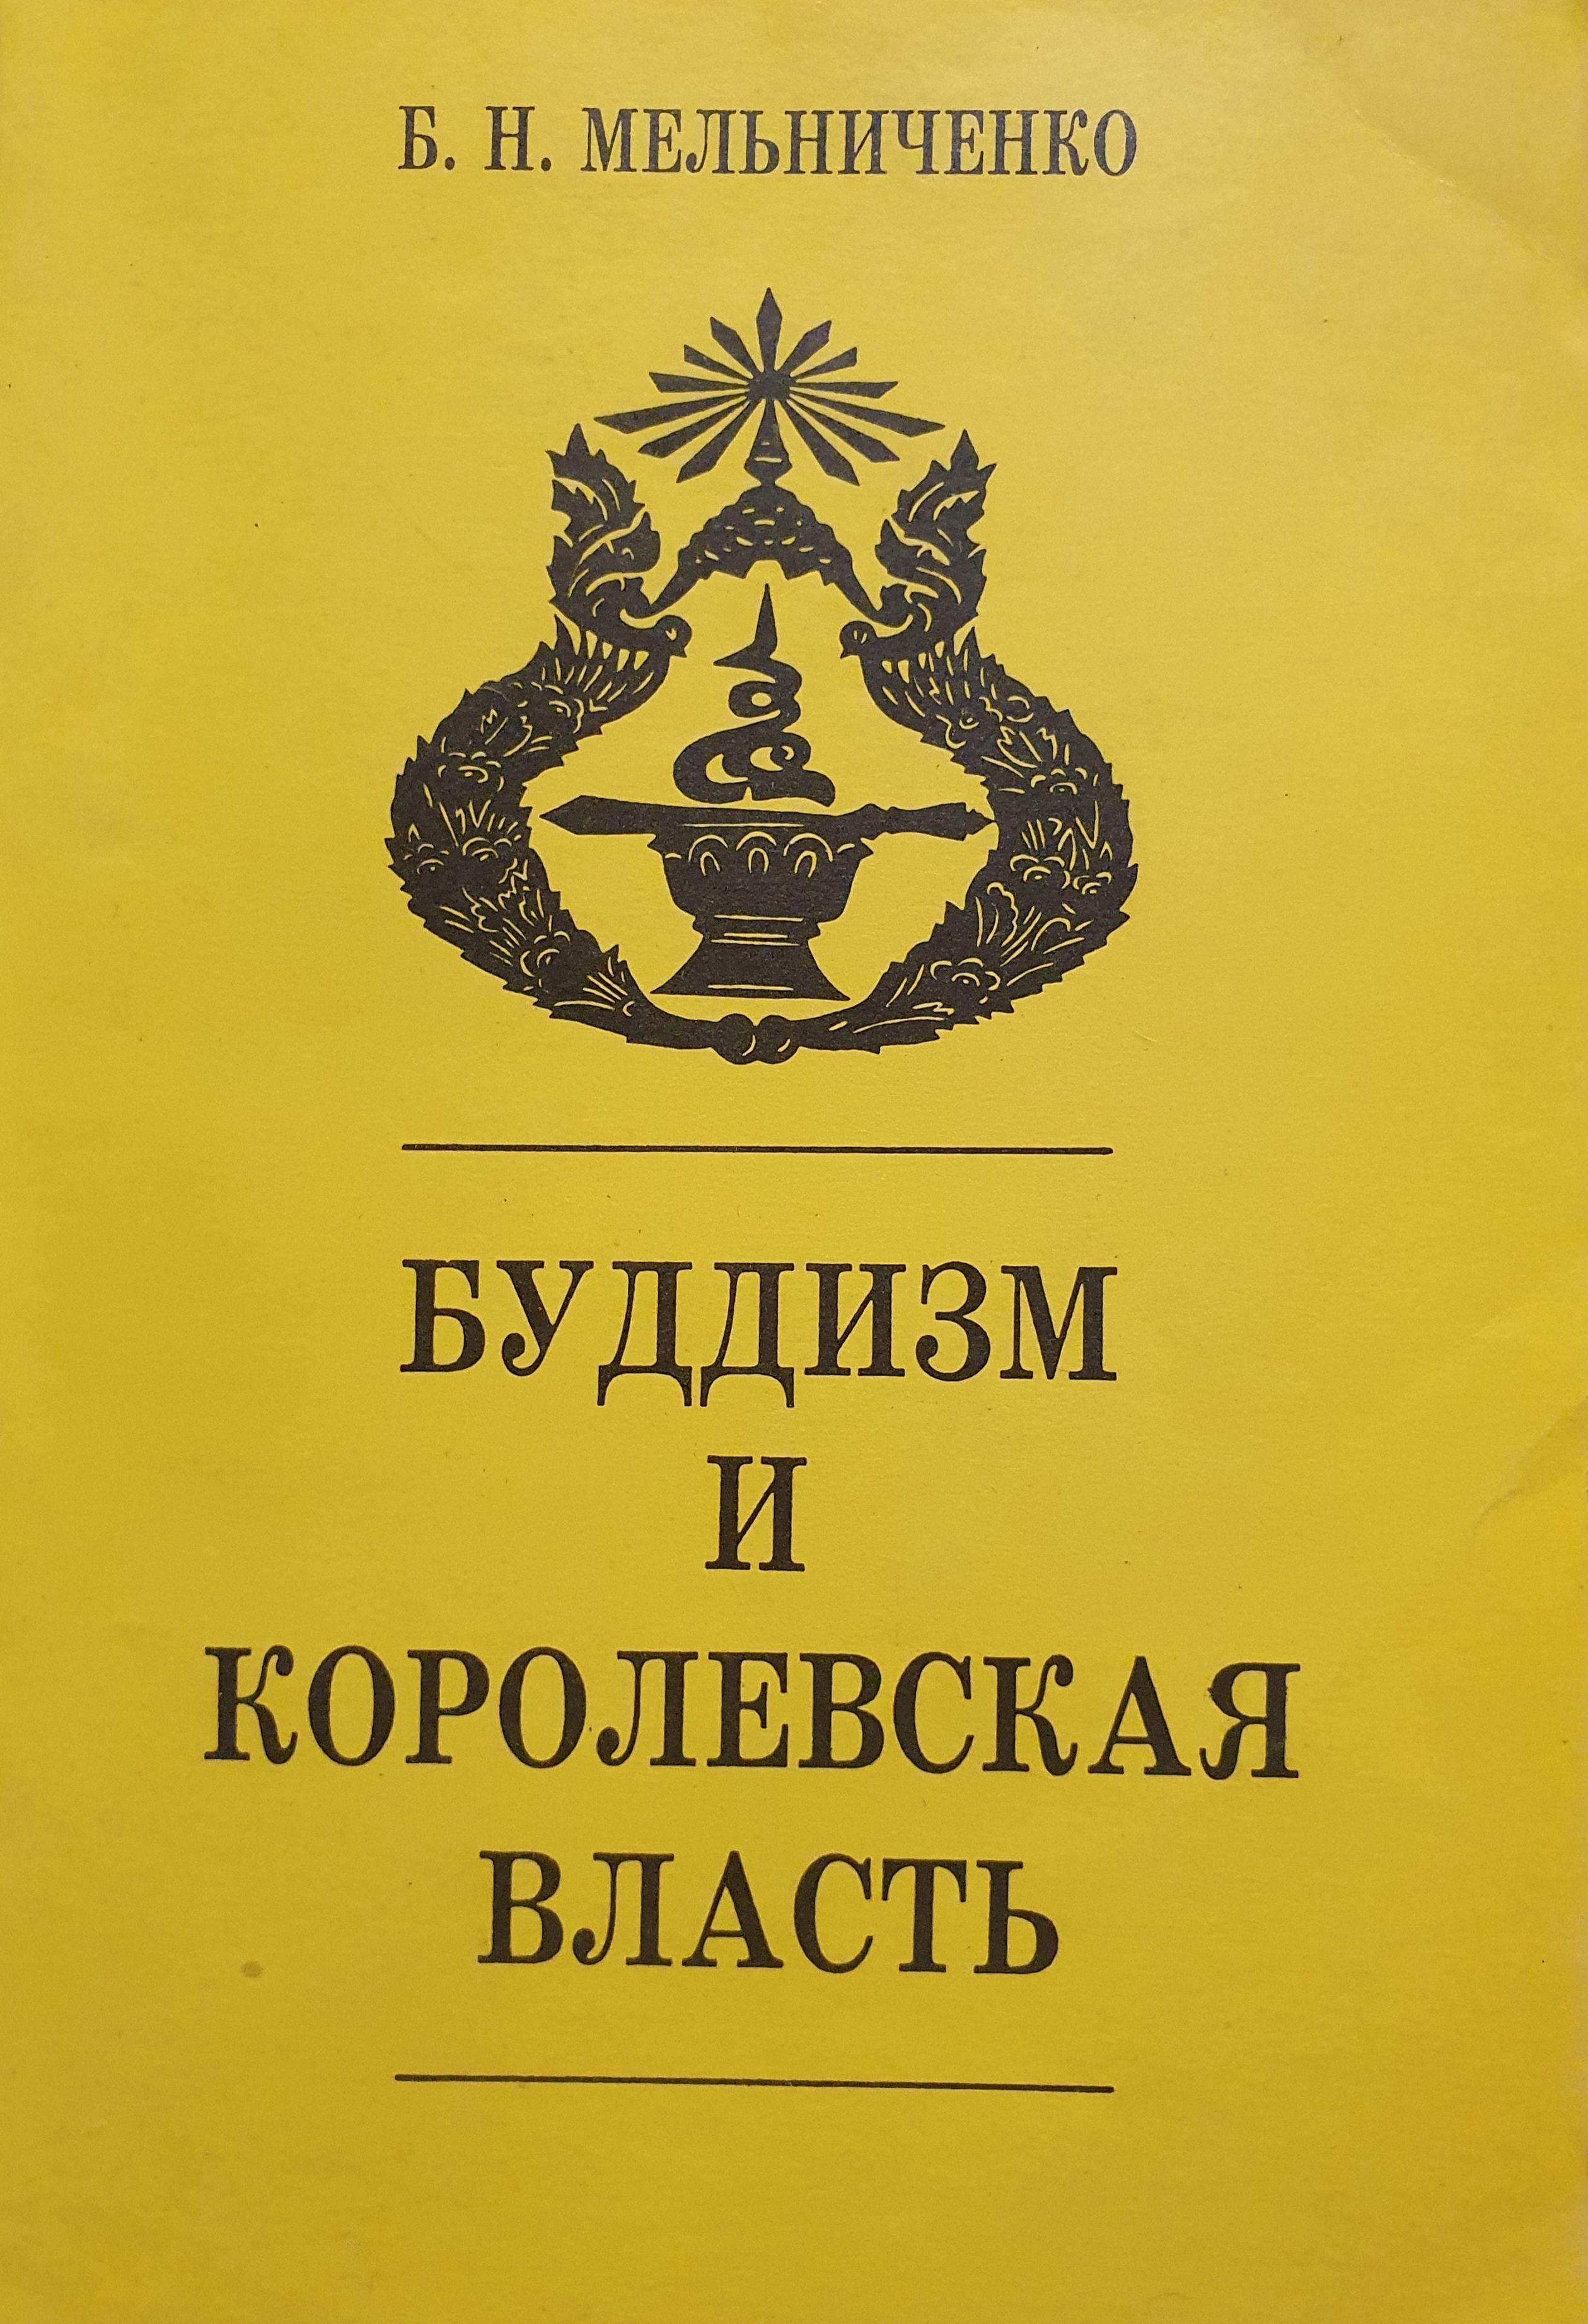 Б. Н. МЕЛЬНИЧЕНКО
БУДДИЗМ
И
КОРОЛЕВСКАЯ
ВЛАСТЬ